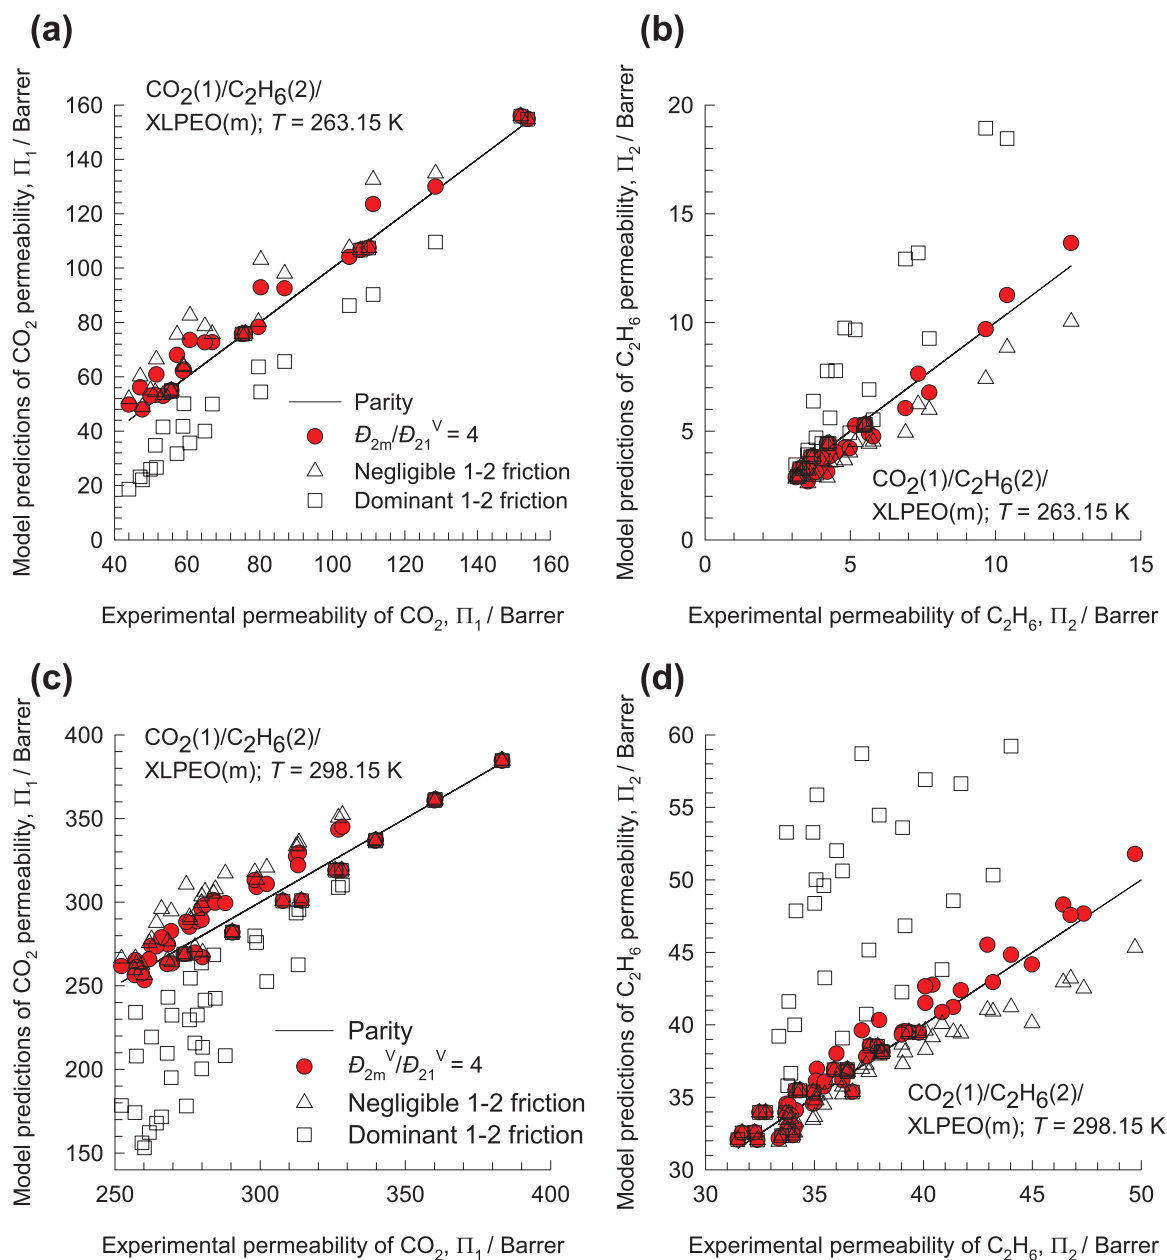 (a)
Model predictions of CO2 permeability, Π1 / Barrer
CO2(1)/C2H6(2)/
XLPEO(m); T = 263.15 K
160
140
120
100
80
60
40
20
0
Parity
Đ2m/Đ21V = 4
Negligible 1-2 friction
Dominant 1-2 friction
40 60 80 100 120 140 160
Experimental permeability of CO2, Π1 / Barrer
(b)
Model predictions of C2H6 permeability, Π2 / Barrer
20
15
10
5
0
CO2(1)/C2H6(2)/
XLPEO(m); T = 263.15 K
0 5 10 15
Experimental permeability of C2H6, Π2 / Barrer
(c)
Model predictions of CO2 permeability, Π1 / Barrer
CO2(1)/C2H6(2)/
XLPEO(m); T = 298.15 K
400
350
300
250
200
150
Parity
Đ2mV/Đ21V = 4
Negligible 1-2 friction
Dominant 1-2 friction
250 300 350 400
Experimental permeability of CO2, Π1 / Barrer
(d)
Model predictions of C2H6 permeability, Π2 / Barrer
60
55
50
45
40
35
30
CO2(1)/C2H6(2)/
XLPEO(m); T = 298.15 K
30 35 40 45 50
Experimental permeability of C2H6, Π2 / Barrer